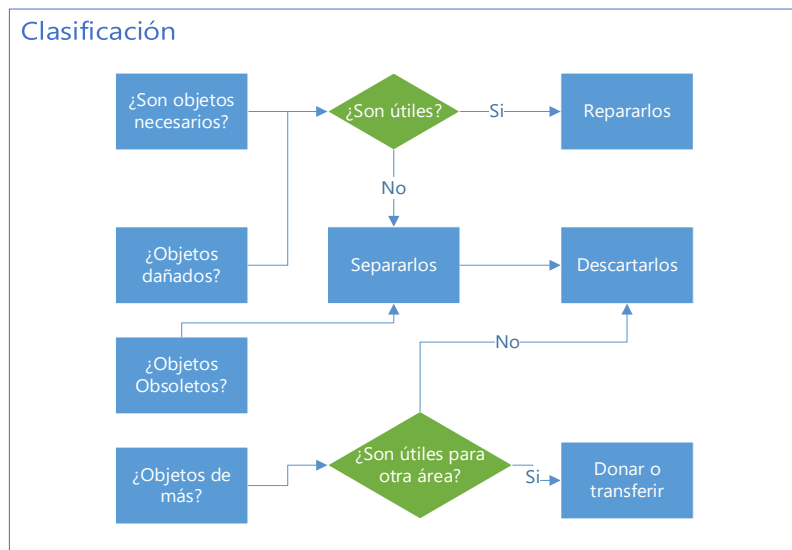 Clasificación
¿Son objetos
necesarios?
¿Son útiles?
Si
Repararlos
No
¿Objetos
dañados?
Separarlos
Descartarlos
¿Objetos
Obsoletos?
No
¿Objetos de
más?
¿Son útiles para
otra área?
Si
Donar o
transferir